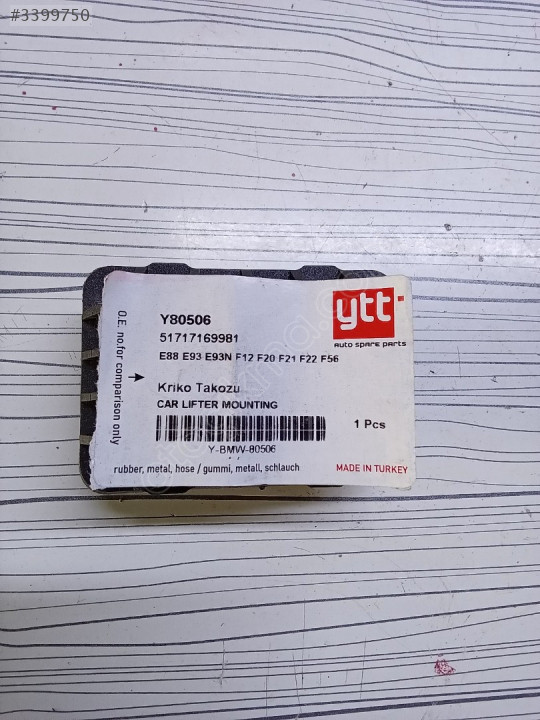 #3399750
Y80506
51717169981
E88 E93 E93N F12 F20 F21 F22 F56
Kriko Takozu
CAR LIFTER MOUNTING
Y-BMW-80506
rubber, metal, hose / gummi, metall, schlauch
O.E. no.for comparison only
ytt
auto spare parts
1 Pcs
MADE IN TURKEY